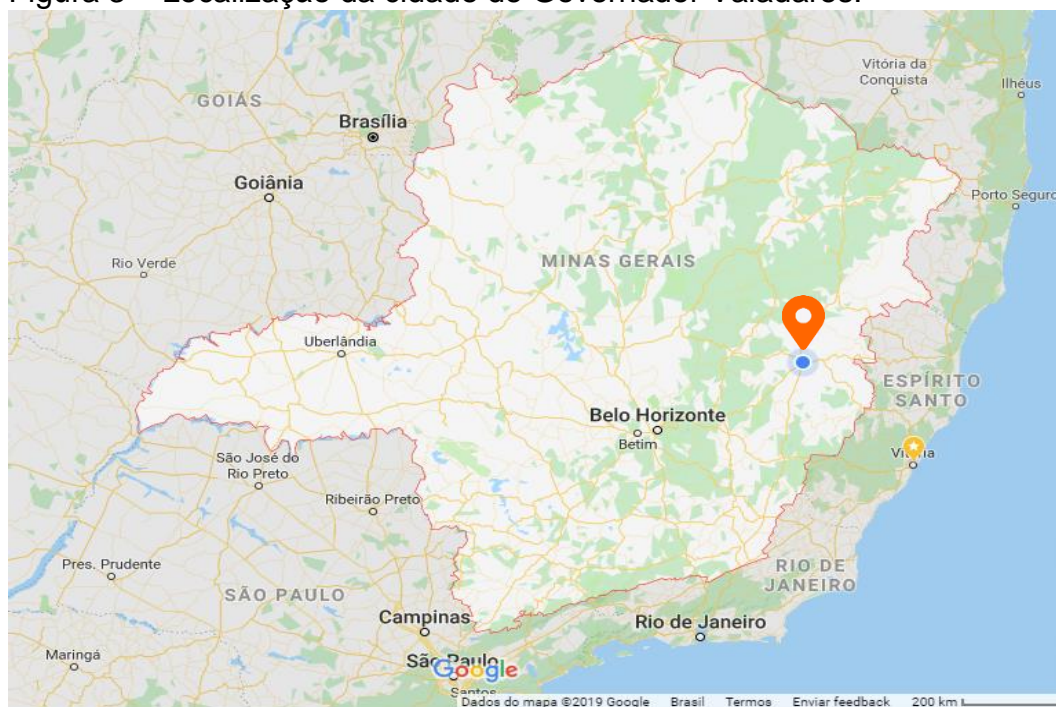 Localização da cidade de Governador Valadares.
Vitória da
Conquista
Ilhéus
GOIÁS
Brasília
Goiânia
Porto Seguro
Rio Verde
MINAS GERAIS
Uberlândia
ESPÍRITO
SANTO
Belo Horizonte
Betim
São José do
Rio Preto
Ribeirão Preto
Vitória
Pres. Prudente
RIO DE
JANEIRO
SÃO PAULO
Campinas
Rio de Janeiro
Maringá
São Paulo
Google
Santos
Dados do mapa ©2019 Google Brasil Termos Enviar feedback 200 km